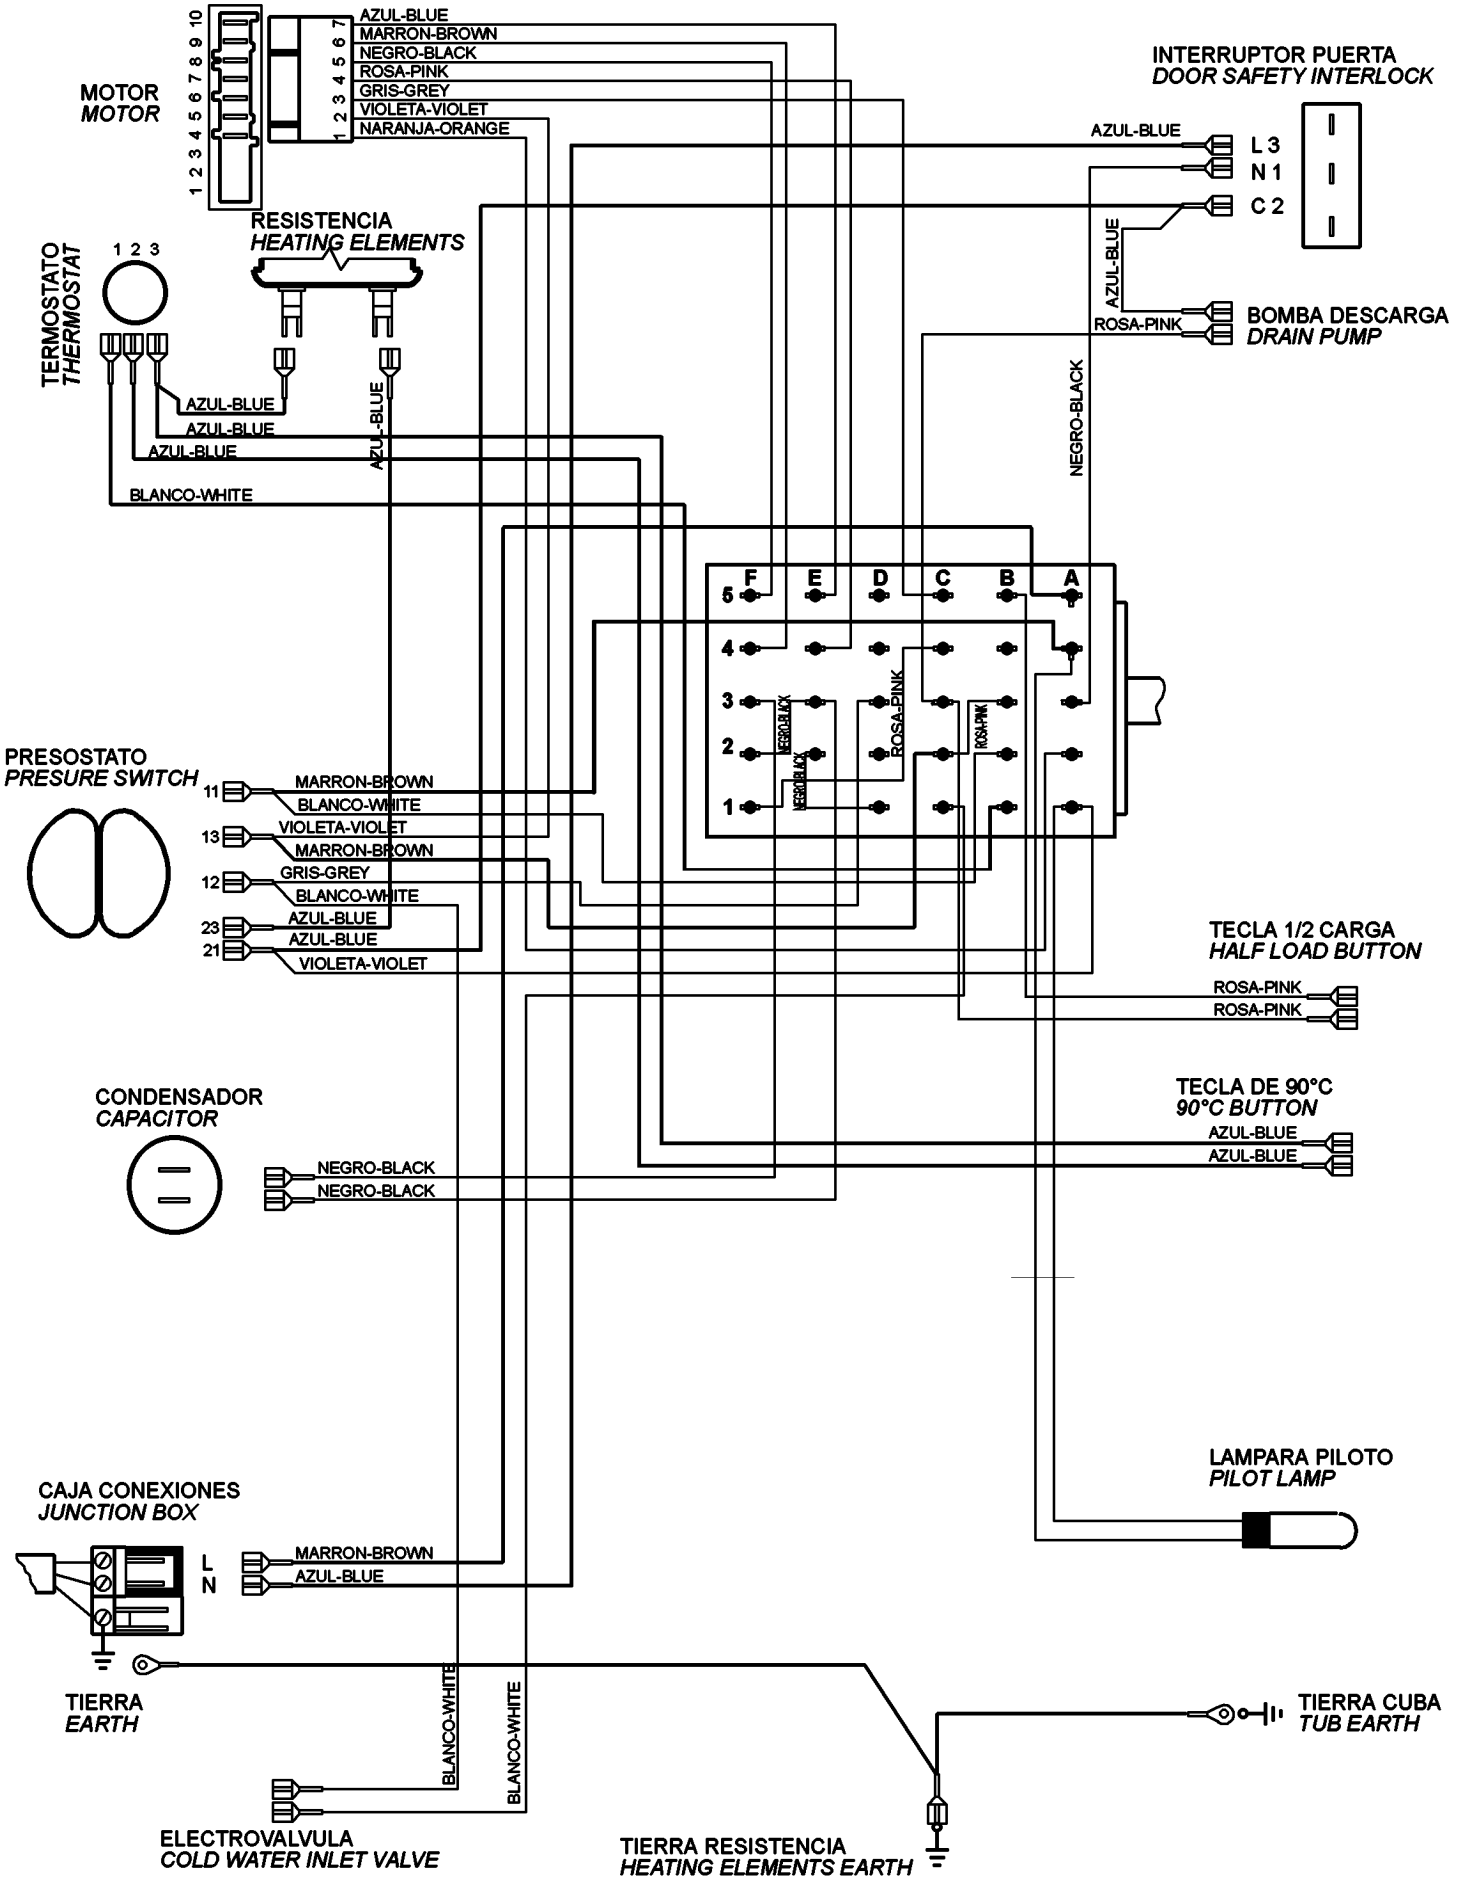 AZUL-BLUE
MARRON-BROWN
NEGRO-BLACK
ROSA-PINK
GRIS-GREY
VIOLETA-VIOLET
NARANJA-ORANGE
7
6
5
4
3
2
1
10
9
8
7
6
5
4
3
2
1
MOTOR
MOTOR
INTERRUPTOR PUERTA
DOOR SAFETY INTERLOCK
AZUL-BLUE
L 3
N 1
C 2
AZUL-BLUE
ROSA-PINK
BOMBA DESCARGA
DRAIN PUMP
NEGRO-BLACK
RESISTENCIA
HEATING ELEMENTS
TERMOSTATO
THERMOSTAT
1 2 3
AZUL-BLUE
AZUL-BLUE
AZUL-BLUE
AZUL-BLUE
BLANCO-WHITE
F E D C B A
5
4
3
2
1
NEGRO-BLACK
NEGRO-BLACK
ROSA-PINK
ROSA-PINK
PRESOSTATO
PRESURE SWITCH
11
MARRON-BROWN
BLANCO-WHITE
13
VIOLETA-VIOLET
MARRON-BROWN
12
GRIS-GREY
BLANCO-WHITE
23
AZUL-BLUE
21
AZUL-BLUE
VIOLETA-VIOLET
TECLA 1/2 CARGA
HALF LOAD BUTTON
ROSA-PINK
ROSA-PINK
TECLA DE 90°C
90°C BUTTON
AZUL-BLUE
AZUL-BLUE
CONDENSADOR
CAPACITOR
NEGRO-BLACK
NEGRO-BLACK
LAMPARA PILOTO
PILOT LAMP
CAJA CONEXIONES
JUNCTION BOX
L
N
MARRON-BROWN
AZUL-BLUE
TIERRA
EARTH
BLANCO-WHITE
BLANCO-WHITE
TIERRA CUBA
TUB EARTH
ELECTROVALVULA
COLD WATER INLET VALVE
TIERRA RESISTENCIA
HEATING ELEMENTS EARTH